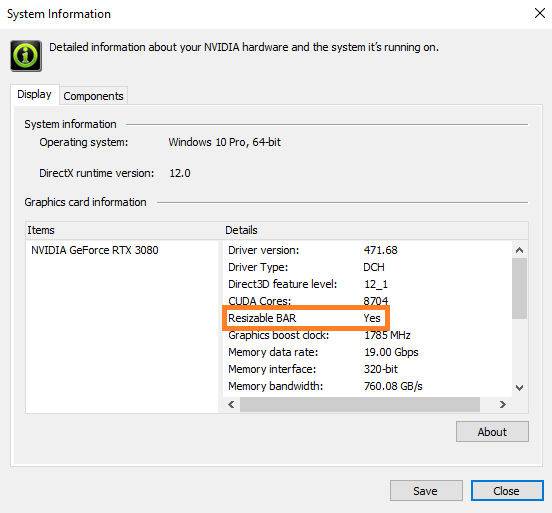 System Information
Detailed information about your NVIDIA hardware and the system it's running on.
Display Components
System information
Operating system: Windows 10 Pro, 64-bit
DirectX runtime version: 12.0
Graphics card information
Items Details
NVIDIA GeForce RTX 3080 Driver version: 471.68
Driver Type: DCH
Direct3D feature level: 12_1
CUDA Cores: 8704
Resizable BAR Yes
Graphics boost clock: 1785 MHz
Memory data rate: 19.00 Gbps
Memory interface: 320-bit
Memory bandwidth: 760.08 GB/s
About
Save Close